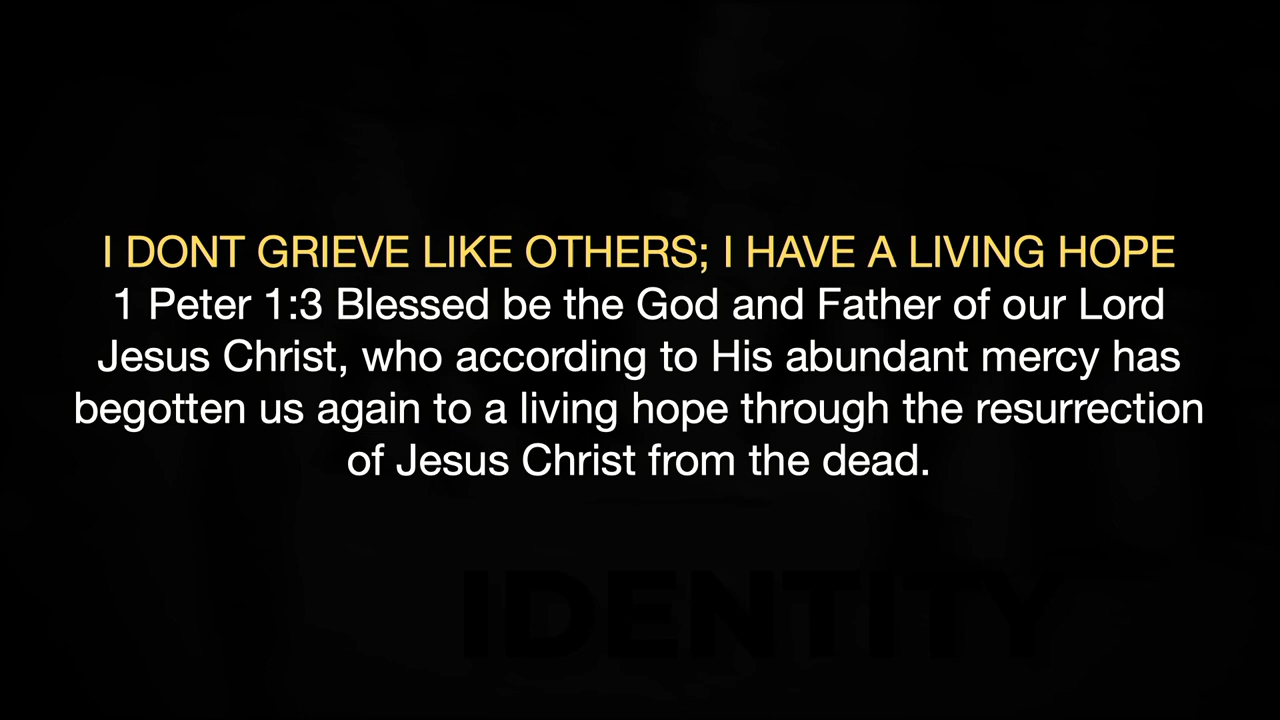 I DONT GRIEVE LIKE OTHERS; I HAVE A LIVING HOPE
1 Peter 1:3 Blessed be the God and Father of our Lord
Jesus Christ, who according to His abundant mercy has
begotten us again to a living hope through the resurrection
of Jesus Christ from the dead.
IDENTITY